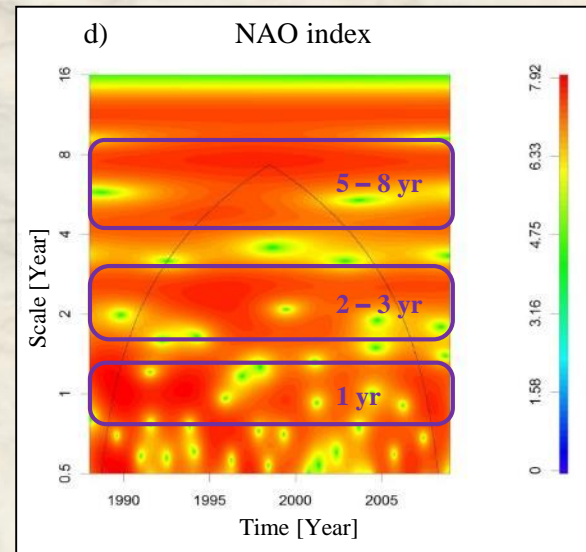 d) NAO index
16
8
4
2
1
0.5
Scale [Year]
5 – 8 yr
2 – 3 yr
1 yr
1990 1995 2000 2005
Time [Year]
7.92
6.33
4.75
3.16
1.58
0